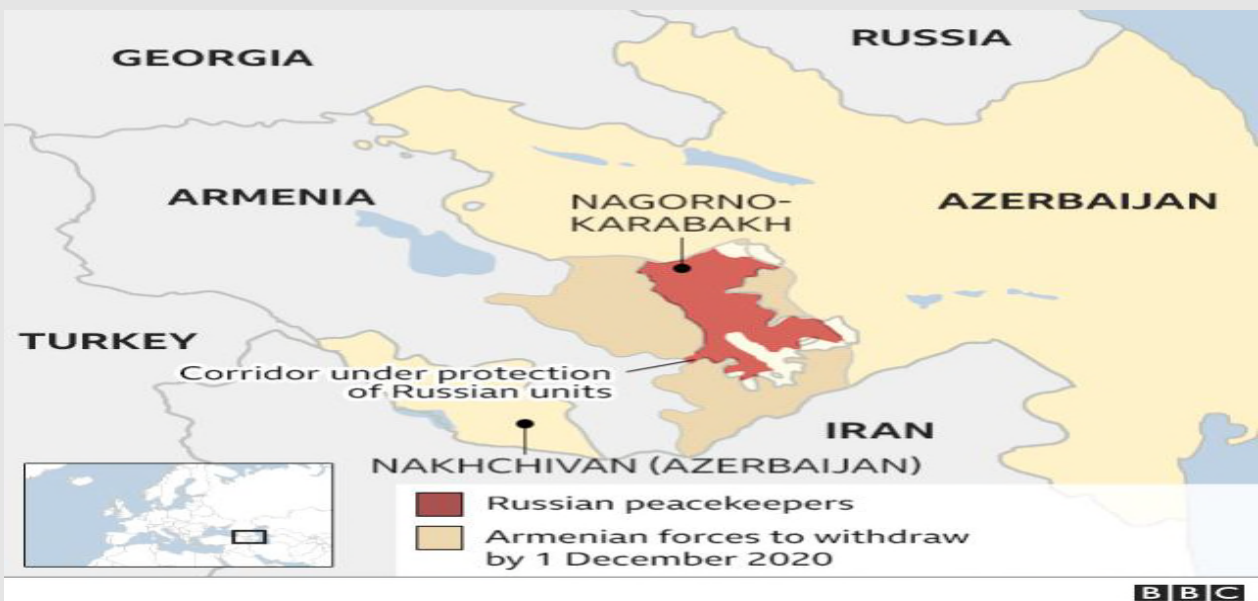 GEORGIA
RUSSIA
ARMENIA
NAGORNO-
KARABAKH
AZERBAIJAN
TURKEY
Corridor under protection
of Russian units
IRAN
NAKHCHIVAN (AZERBAIJAN)
Russian peacekeepers
Armenian forces to withdraw
by 1 December 2020
BBC